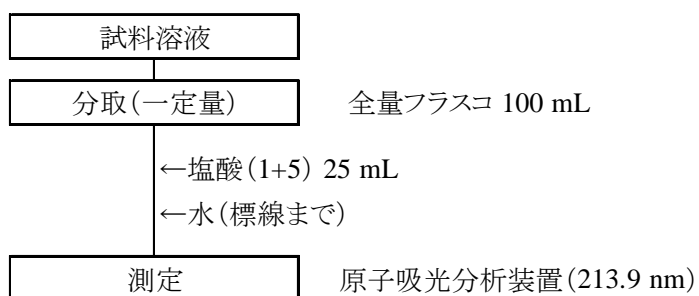 試料溶液
分取(一定量) 全量フラスコ 100 mL
←塩酸(1+5) 25 mL
←水(標線まで)
測定 原子吸光分析装置(213.9 nm)